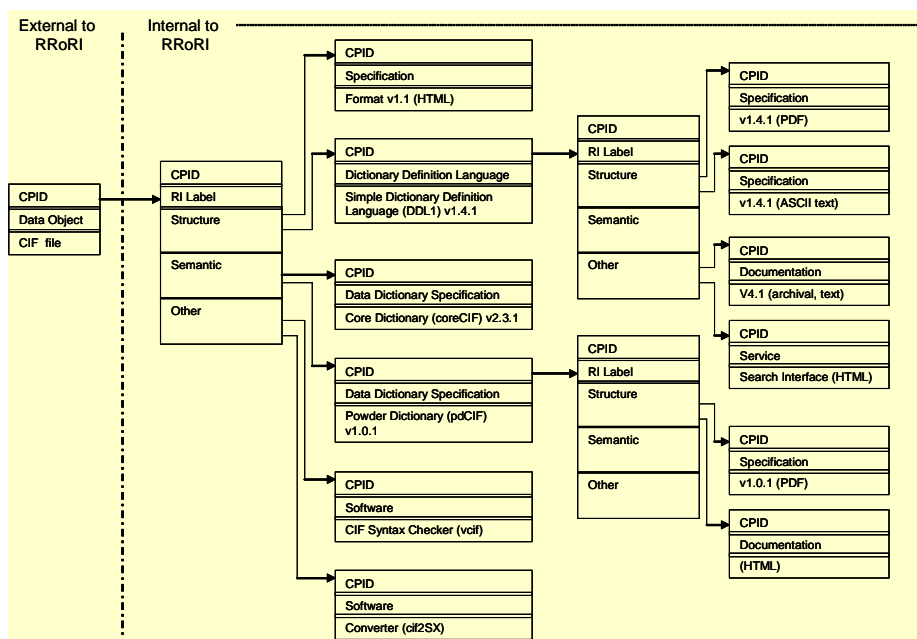 External to
RRoRI
Internal to
RRoRI
CPID
Data Object
CIF file
CPID
RI Label
Structure
Semantic
Other
CPID
Specification
Format v1.1 (HTML)
CPID
Dictionary Definition Language
Simple Dictionary Definition
Language (DDL1) v1.4.1
CPID
Data Dictionary Specification
Core Dictionary (coreCIF) v2.3.1
CPID
Data Dictionary Specification
Powder Dictionary (pdCIF)
v1.0.1
CPID
Software
CIF Syntax Checker (vcif)
CPID
Software
Converter (cif2SX)
CPID
RI Label
Structure
Semantic
Other
CPID
RI Label
Structure
Semantic
Other
CPID
Specification
v1.4.1 (PDF)
CPID
Specification
v1.4.1 (ASCII text)
CPID
Documentation
V4.1 (archival, text)
CPID
Service
Search Interface (HTML)
CPID
Specification
v1.0.1 (PDF)
CPID
Documentation
(HTML)